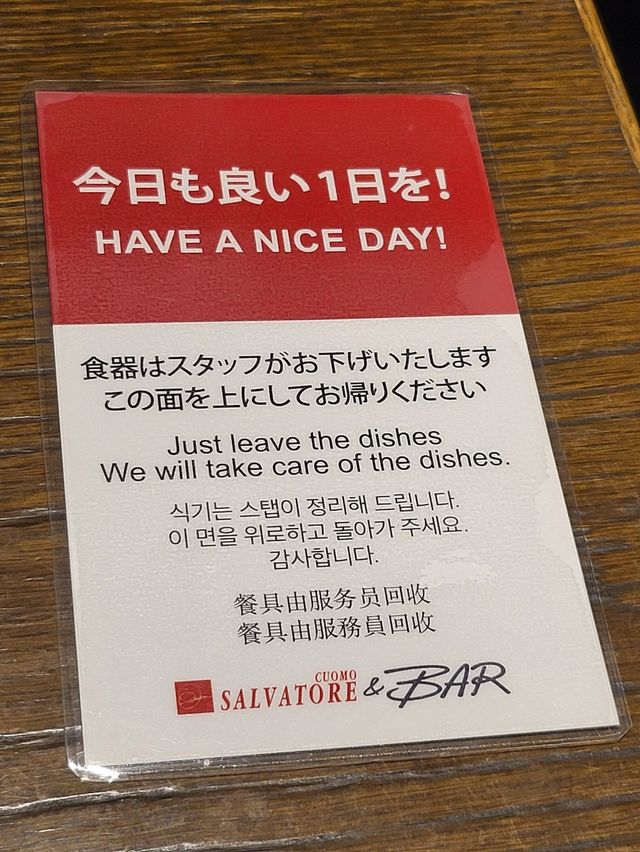 今日も良い1日を!
HAVE A NICE DAY!
食器はスタッフがお下げいたします
この面を上にしてお帰りください
Just leave the dishes
We will take care of the dishes.
식기는 스탭이 정리해 드립니다.
이 면을 위로하고 돌아가 주세요.
감사합니다.
餐具由服务员回收
餐具由服務員回收
SALVATORE CUOMO & BAR